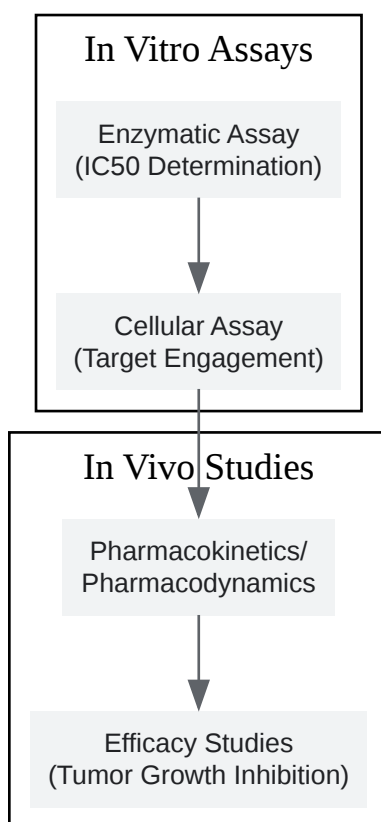 In Vitro Assays
Enzymatic Assay
(IC50 Determination)
Cellular Assay
(Target Engagement)
In Vivo Studies
Pharmacokinetics/
Pharmacodynamics
Efficacy Studies
(Tumor Growth Inhibition)